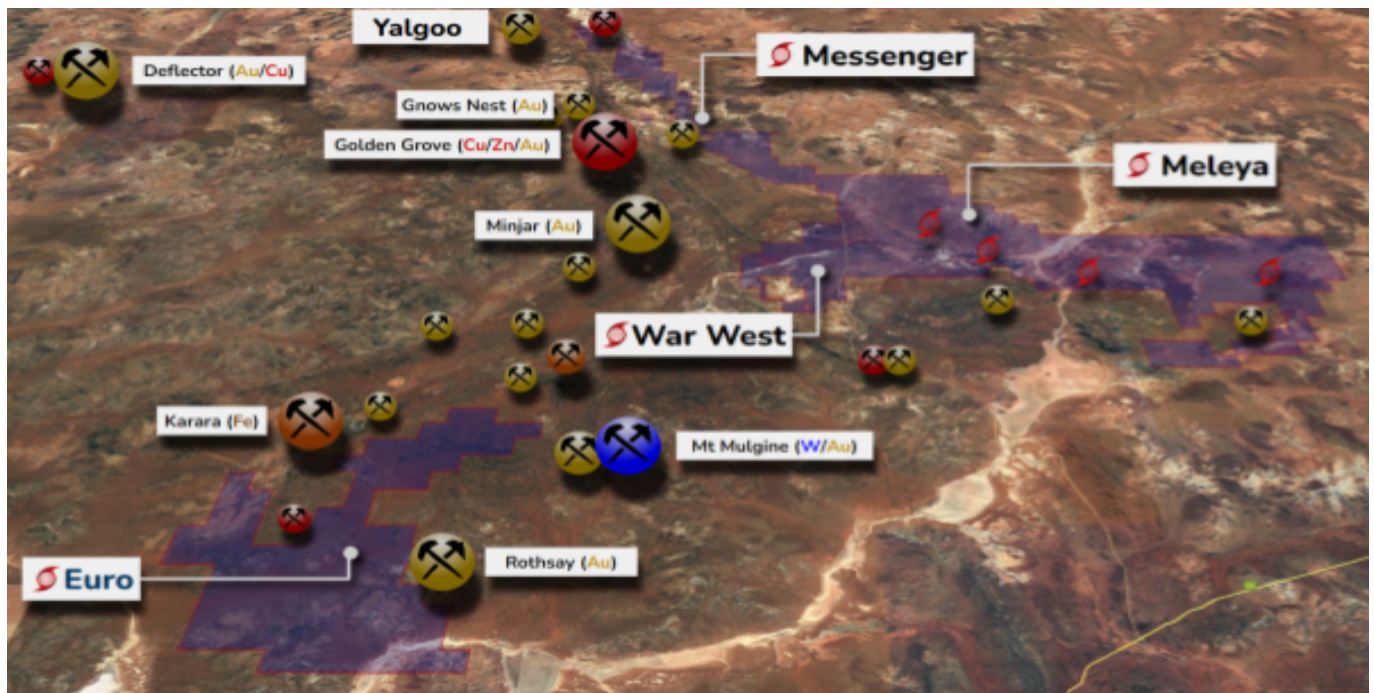 Yalgoo
Messenger
Deflector (Au/Cu)
Gnows Nest (Au)
Golden Grove (Cu/Zn/Au)
Meleya
Minjar (Au)
War West
Karara (Fe)
Mt Mulgine (W/Au)
Euro
Rothsay (Au)